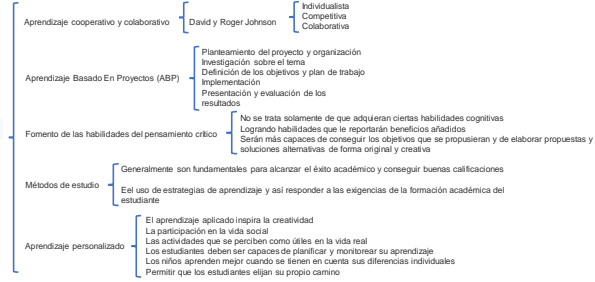 Aprendizaje cooperativo y colaborativo
David y Roger Johnson
Individualista
Competitiva
Colaborativa
Aprendizaje Basado En Proyectos (ABP)
Planteamiento del proyecto y organización
Investigación sobre el tema
Definición de los objetivos y plan de trabajo
Implementación
Presentación y evaluación de los
resultados
Fomento de las habilidades del pensamiento crítico
No se trata solamente de que adquieran ciertas habilidades cognitivas
Logrando habilidades que le reportarán beneficios añadidos
Serán más capaces de conseguir los objetivos que se propusieran y de elaborar propuestas y
soluciones alternativas de forma original y creativa
Métodos de estudio
Generalmente son fundamentales para alcanzar el éxito académico y conseguir buenas calificaciones
Eel uso de estrategias de aprendizaje y así responder a las exigencias de la formación académica del
estudiante
Aprendizaje personalizado
El aprendizaje aplicado inspira la creatividad
La participación en la vida social
Las actividades que se perciben como útiles en la vida real
Los estudiantes deben ser capaces de planificar y monitorear su aprendizaje
Los niños aprenden mejor cuando se tienen en cuenta sus diferencias individuales
Permitir que los estudiantes elijan su propio camino